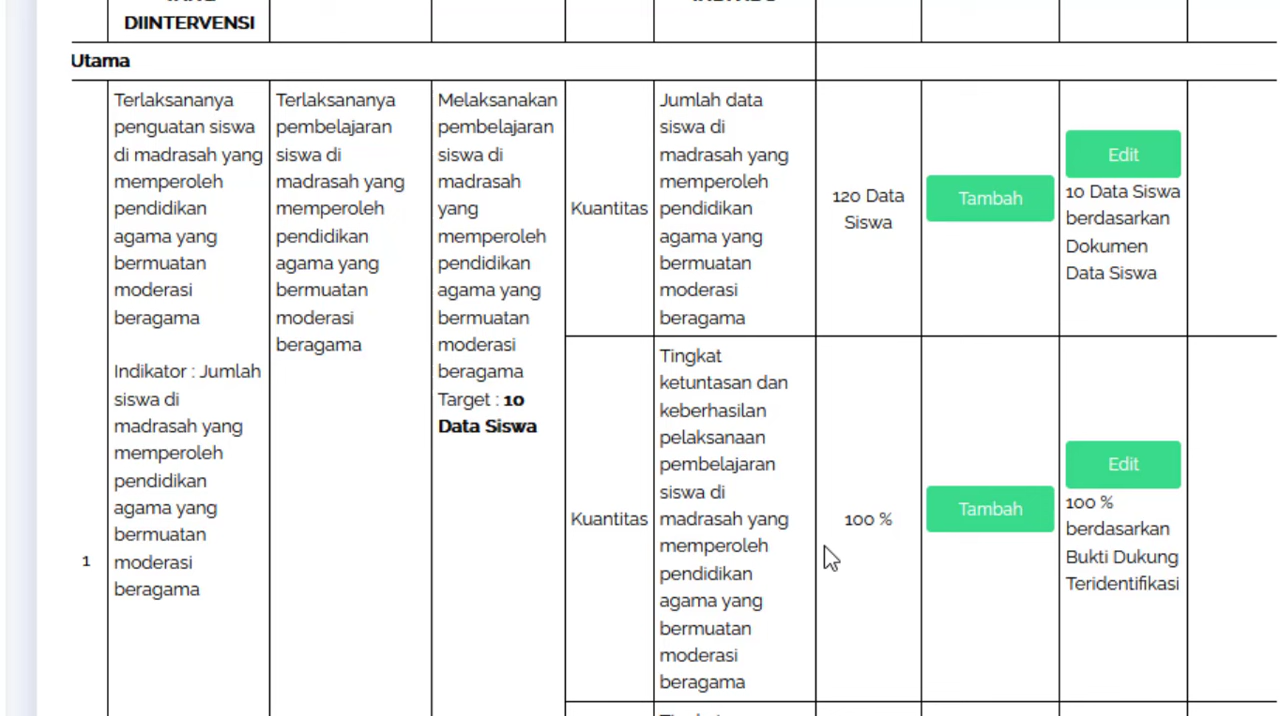 DIINTERVENSI
Utama
1
Terlaksananya
penguatan siswa
di madrasah yang
memperoleh
pendidikan
agama yang
bermuatan
moderasi
beragama
Indikator : Jumlah
siswa di
madrasah yang
memperoleh
pendidikan
agama yang
bermuatan
moderasi
beragama
Terlaksananya
pembelajaran
siswa di
madrasah yang
memperoleh
pendidikan
agama yang
bermuatan
moderasi
beragama
Melaksanakan
pembelajaran
siswa di
madrasah
yang
memperoleh
pendidikan
agama yang
bermuatan
moderasi
beragama
Target : 10
Data Siswa
Kuantitas
Jumlah data
siswa di
madrasah yang
memperoleh
pendidikan
agama yang
bermuatan
moderasi
beragama
120 Data
Siswa
Tambah
Edit
10 Data Siswa
berdasarkan
Dokumen
Data Siswa
Kuantitas
Tingkat
ketuntasan dan
keberhasilan
pelaksanaan
pembelajaran
siswa di
madrasah yang
memperoleh
pendidikan
agama yang
bermuatan
moderasi
beragama
100 %
Tambah
Edit
100 %
berdasarkan
Bukti Dukung
Teridentifikasi